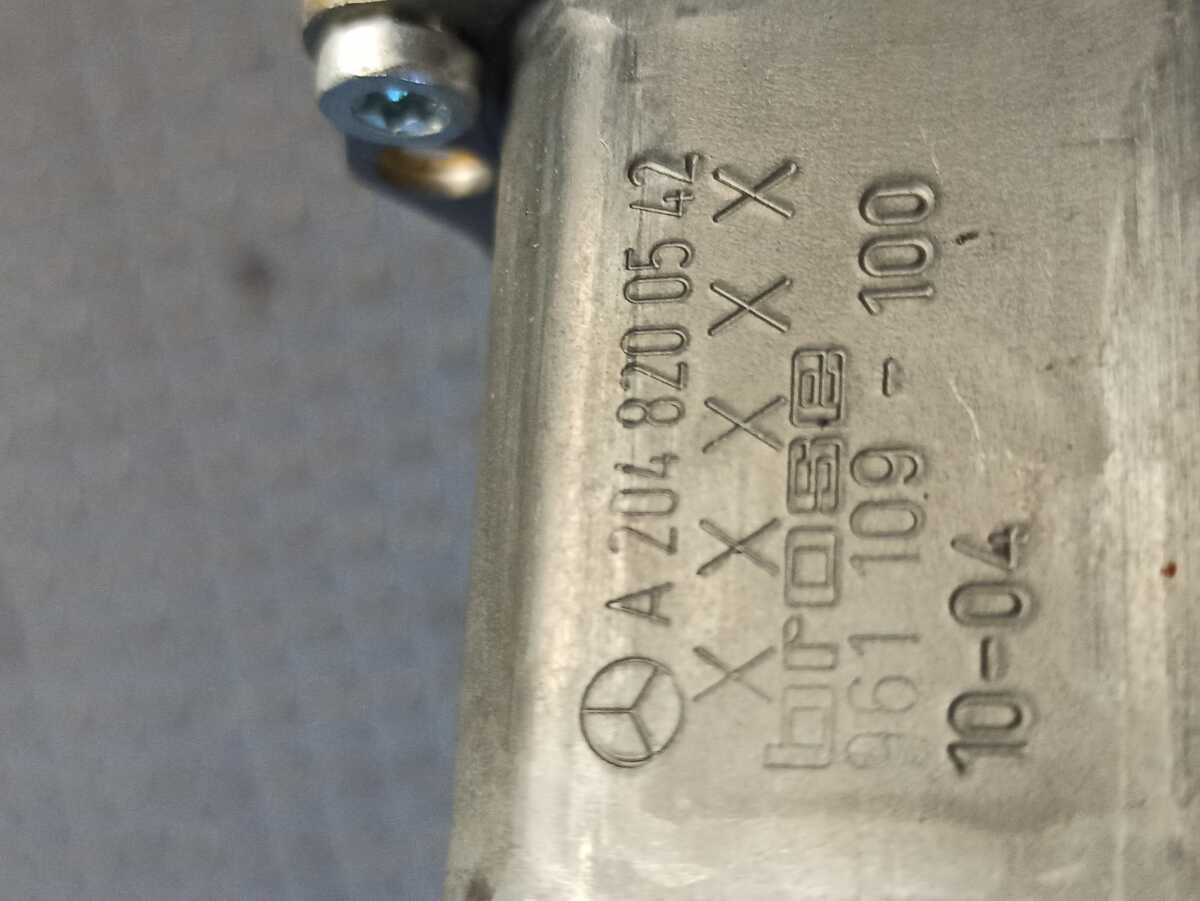 A 204 820 05 42
X X X X X
brose
961 109 - 100
10-04